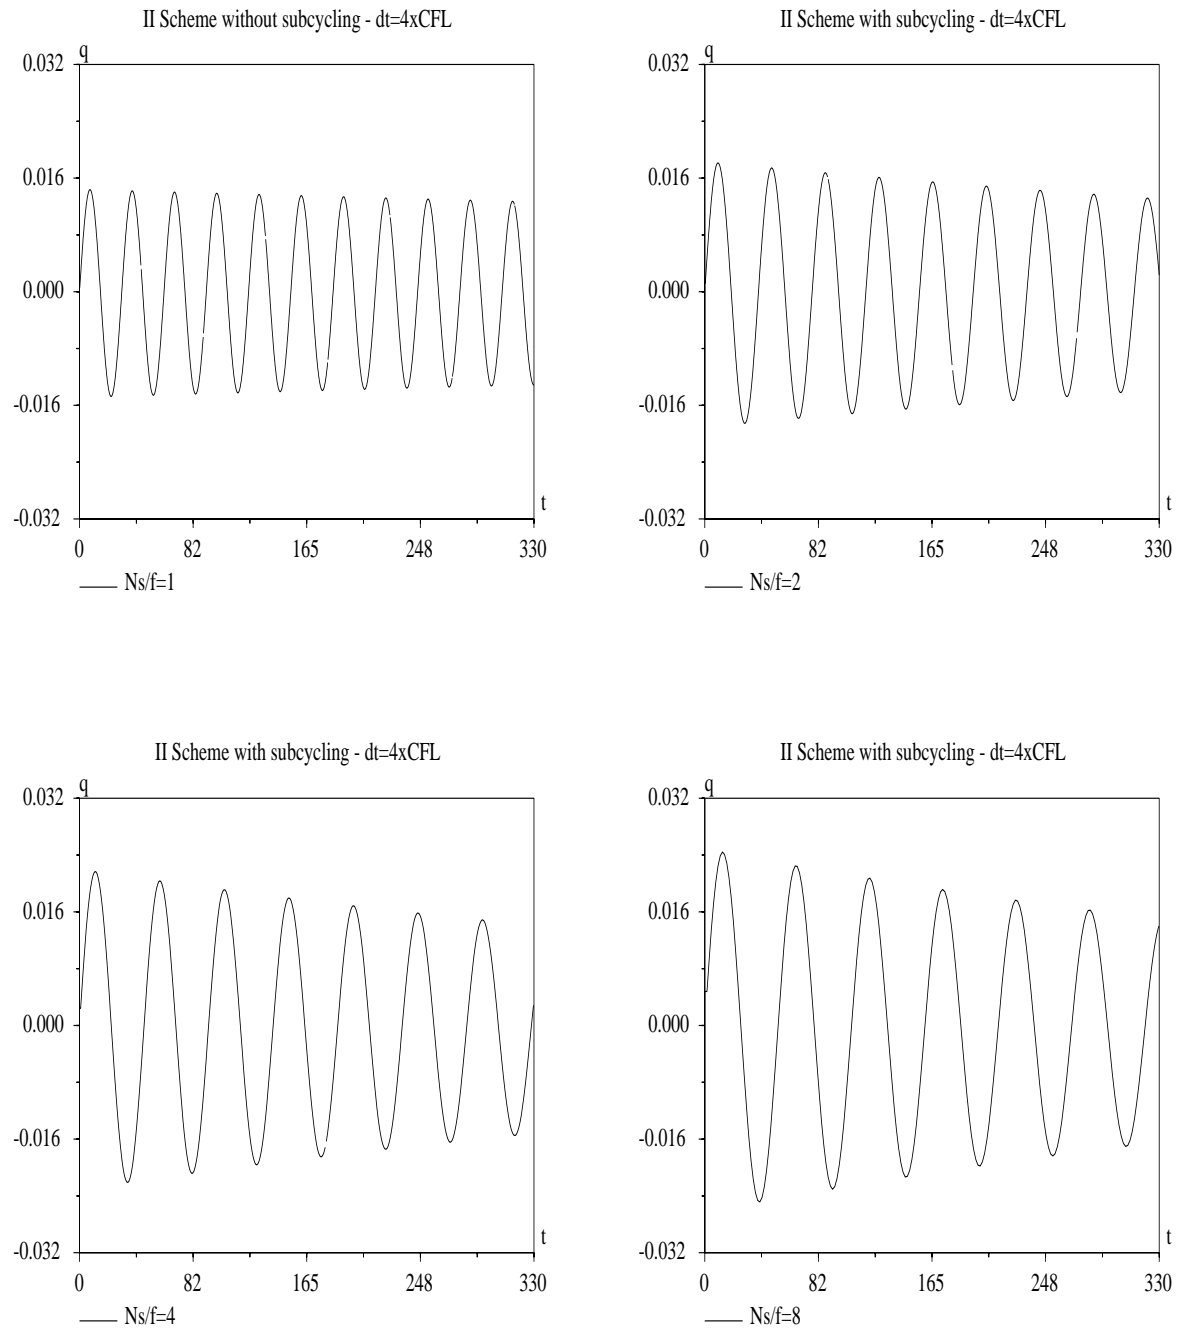 II Scheme without subcycling - dt=4xCFL
q
0.032
0.016
0.000
-0.016
-0.032
t
0 82 165 248 330
Ns/f=1
II Scheme with subcycling - dt=4xCFL
q
0.032
0.016
0.000
-0.016
-0.032
t
0 82 165 248 330
Ns/f=2
II Scheme with subcycling - dt=4xCFL
q
0.032
0.016
0.000
-0.016
-0.032
t
0 82 165 248 330
Ns/f=4
II Scheme with subcycling - dt=4xCFL
q
0.032
0.016
0.000
-0.016
-0.032
t
0 82 165 248 330
Ns/f=8